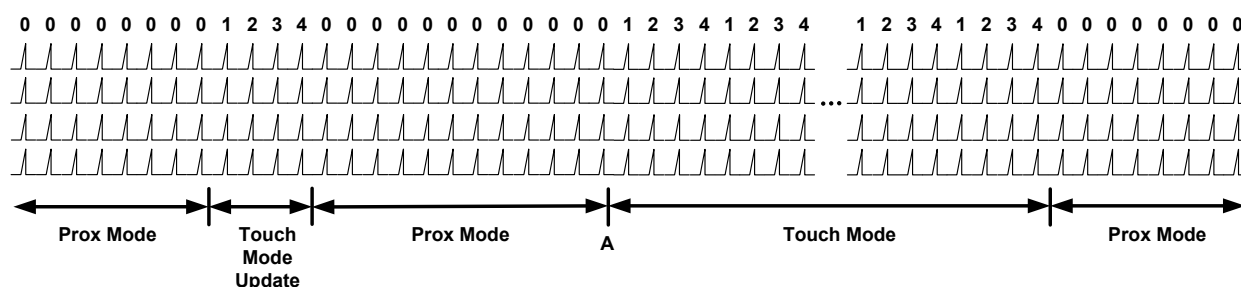 0 0 0 0 0 0 0 0 1 2 3 4 0 0 0 0 0 0 0 0 0 0 0 0 1 2 3 4 1 2 3 4 1 2 3 4 1 2 3 4 0 0 0 0 0 0 0 0
...
Prox Mode
Touch
Mode
Update
Prox Mode
A
Touch Mode
Prox Mode